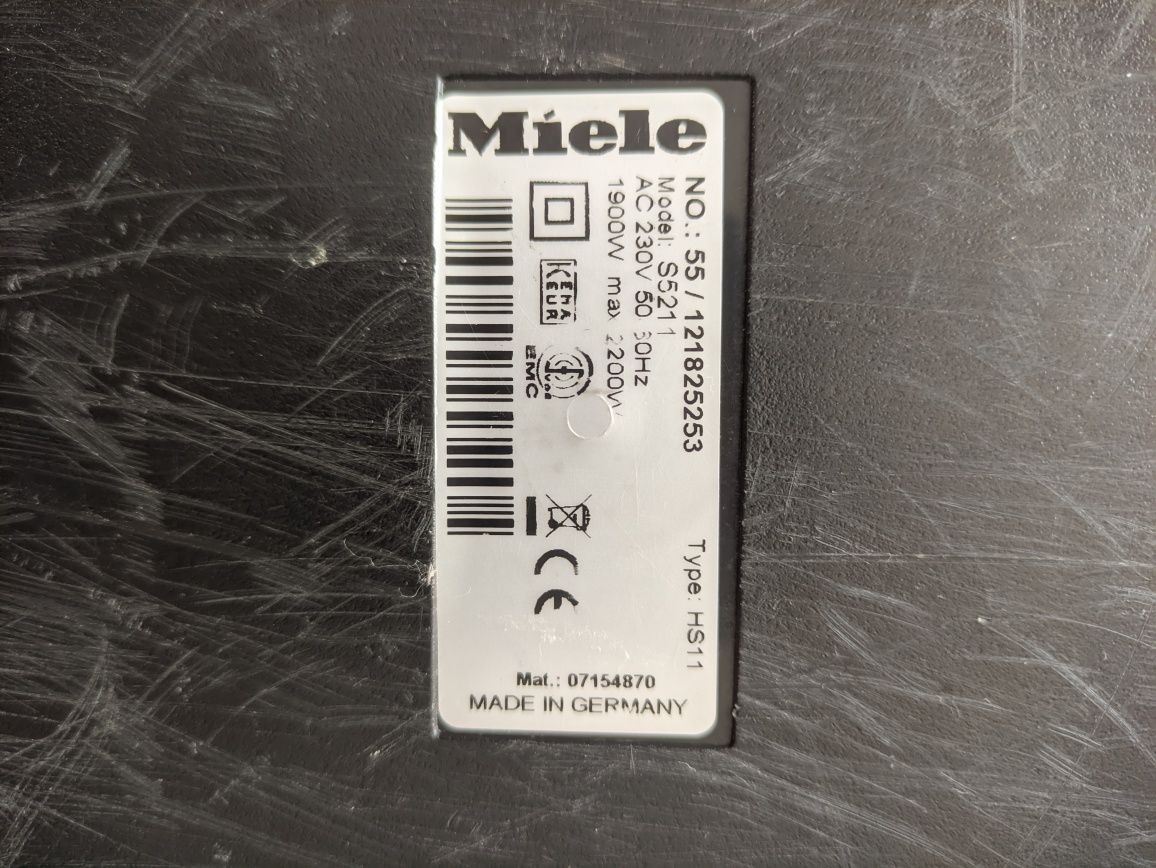 Miele
NO.: 55 / 121825253
Model: S5211
Type: HS11
AC 230V 50 60Hz
1900W max 2200W
KEMA
KEUR
EMC
CE
Mat.: 07154870
MADE IN GERMANY